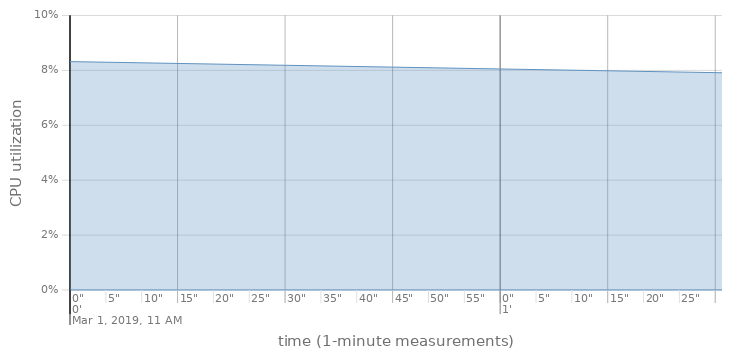 10%
8%
6%
4%
2%
0%
CPU utilization
0" 5" 10" 15" 20" 25" 30" 35" 40" 45" 50" 55" 0" 5" 10" 15" 20" 25"
0' 1'
Mar 1, 2019, 11 AM
time (1-minute measurements)